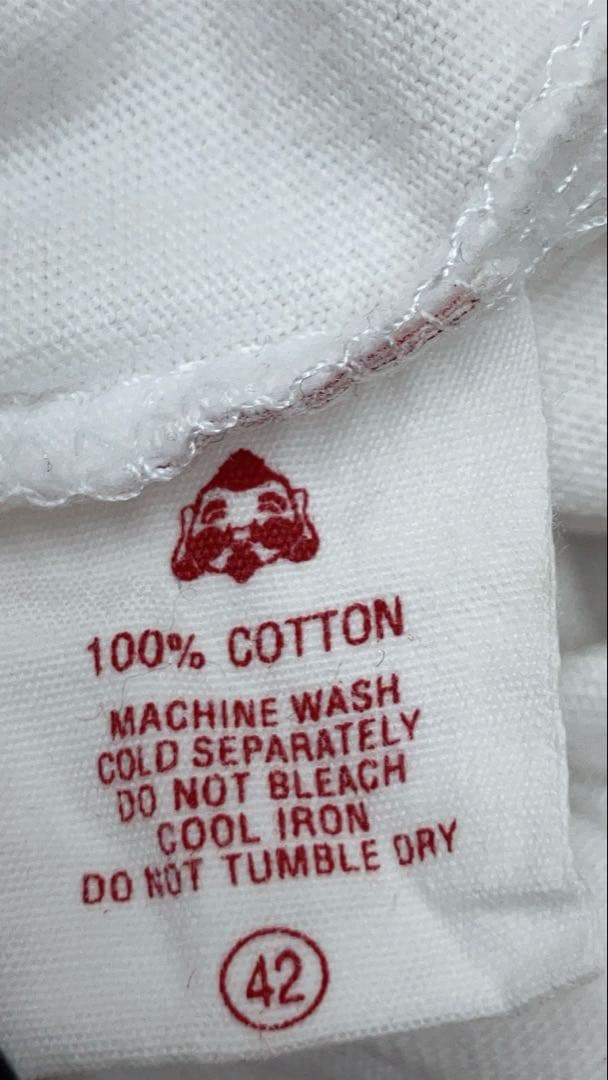 100% COTTON
MACHINE WASH
COLD SEPARATELY
DO NOT BLEACH
COOL IRON
DO NOT TUMBLE DRY
42